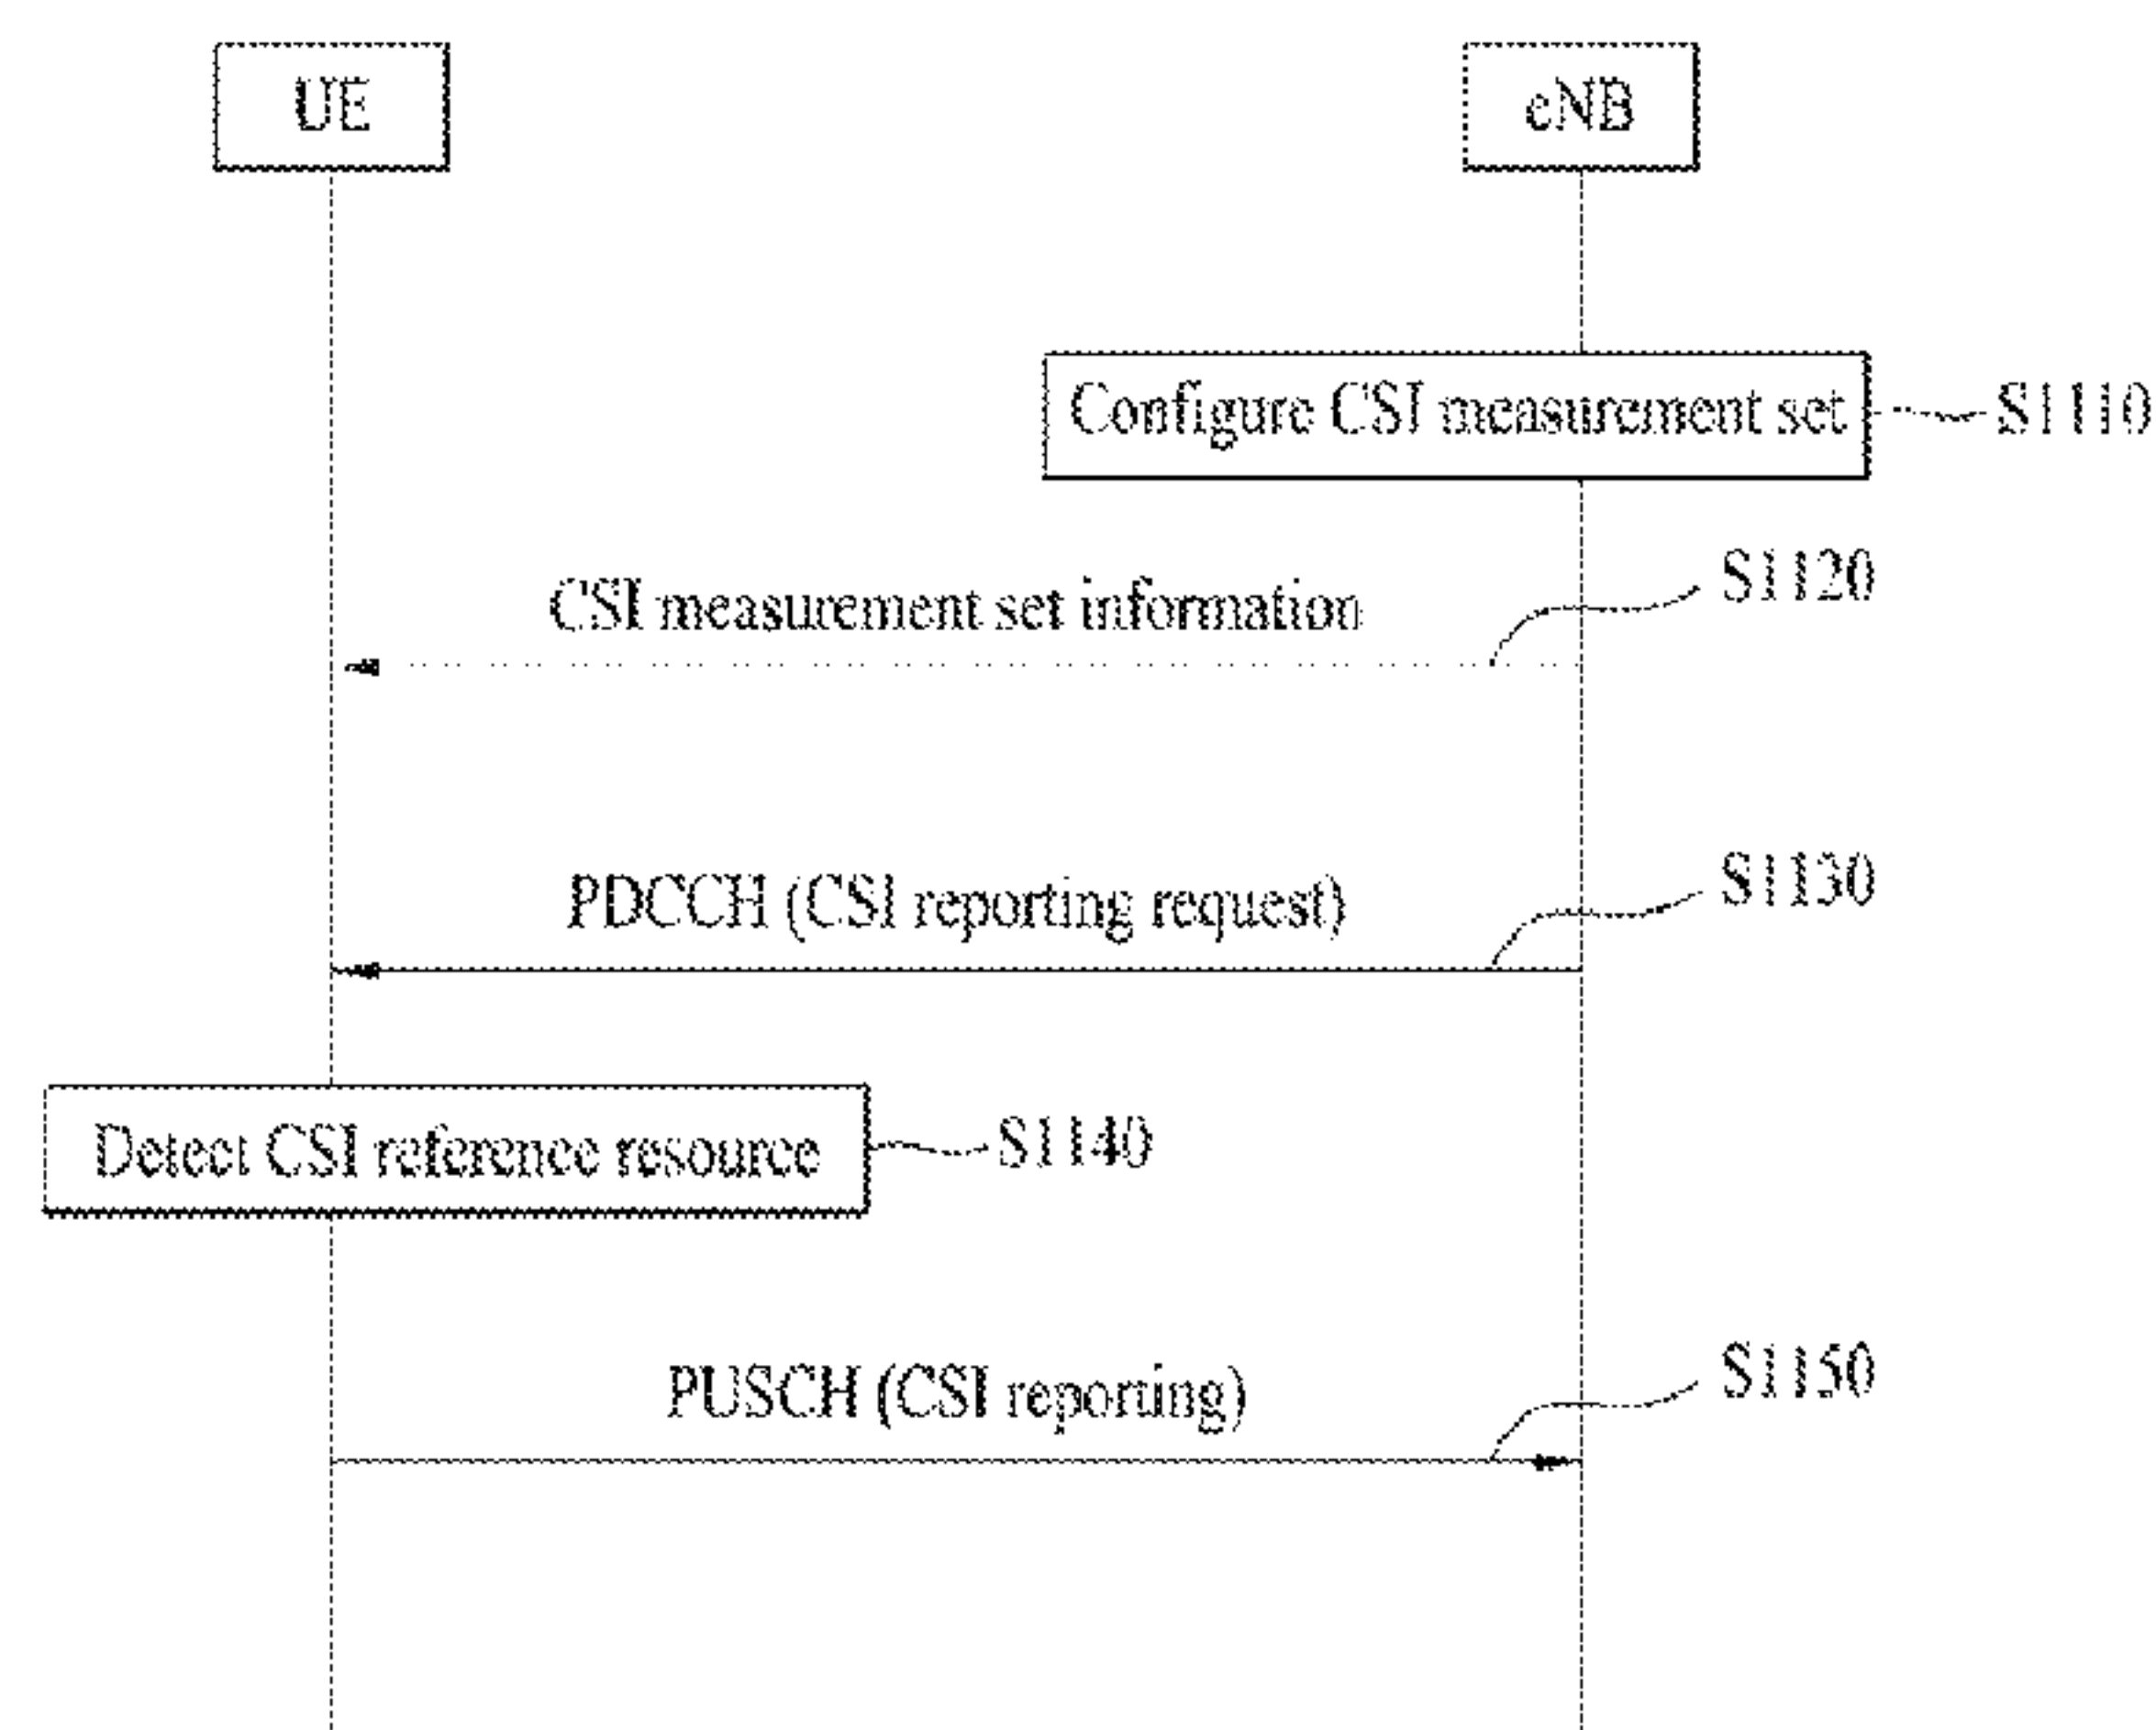 UE
eNB
Configure CSI measurement set
S1110
S1120
CSI measurement set information
S1130
PDCCH (CSI reporting request)
Detect CSI reference resource
S1140
S1150
PUSCH (CSI reporting)